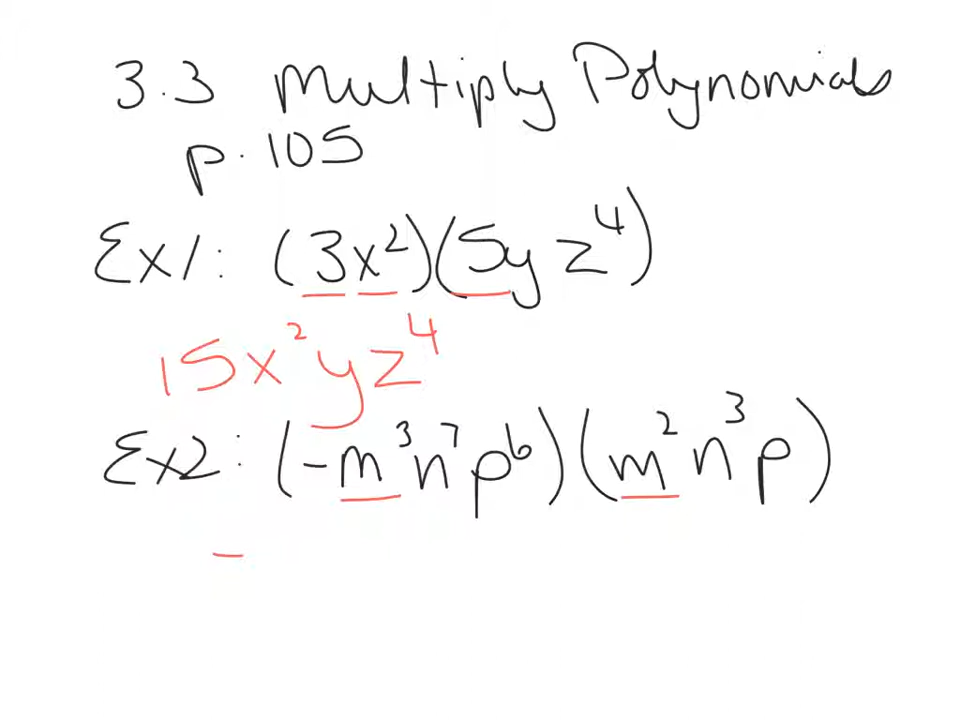 3.3 Multiply Polynomials
p. 105
Ex1: (3x²)(5yz⁴)
15x²yz⁴
Ex2: (-m³n⁷p⁶)(m²n³p)
-